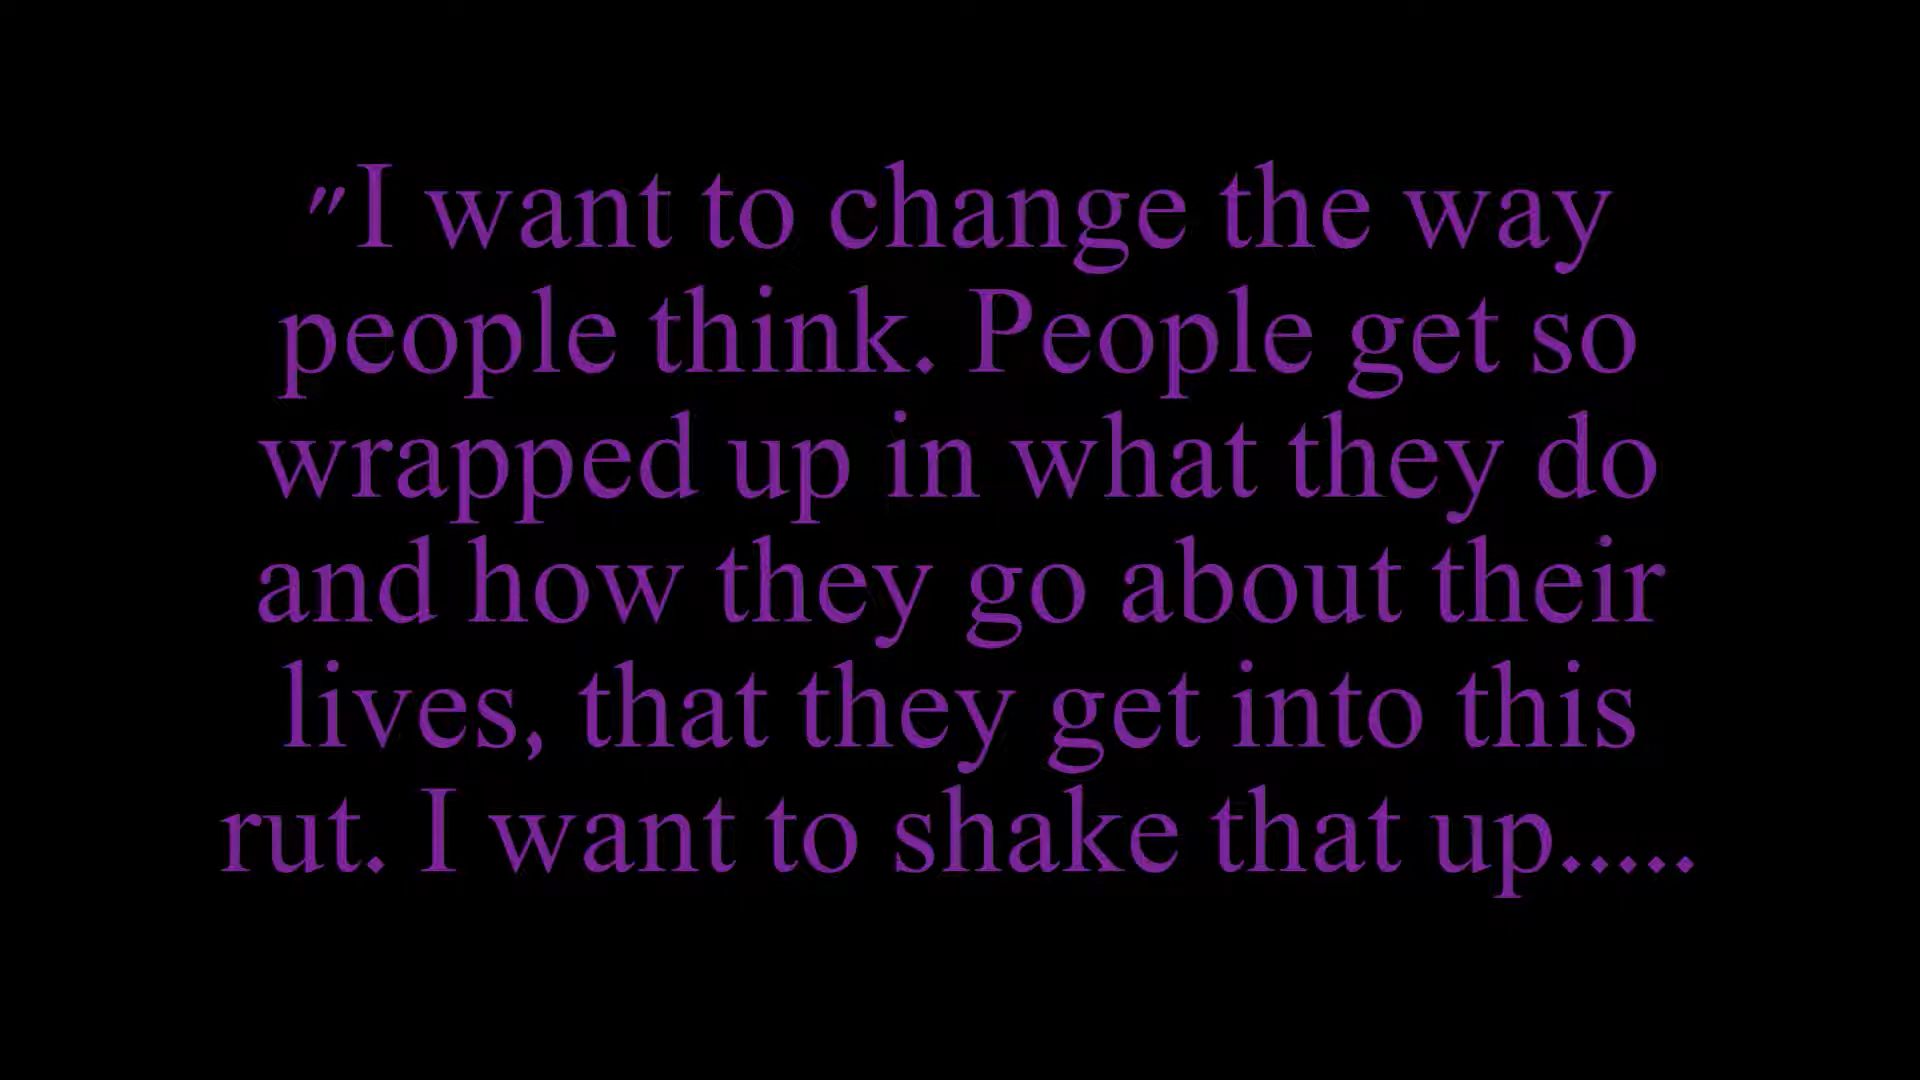 "I want to change the way
people think. People get so
wrapped up in what they do
and how they go about their
lives, that they get into this
rut. I want to shake that up.....